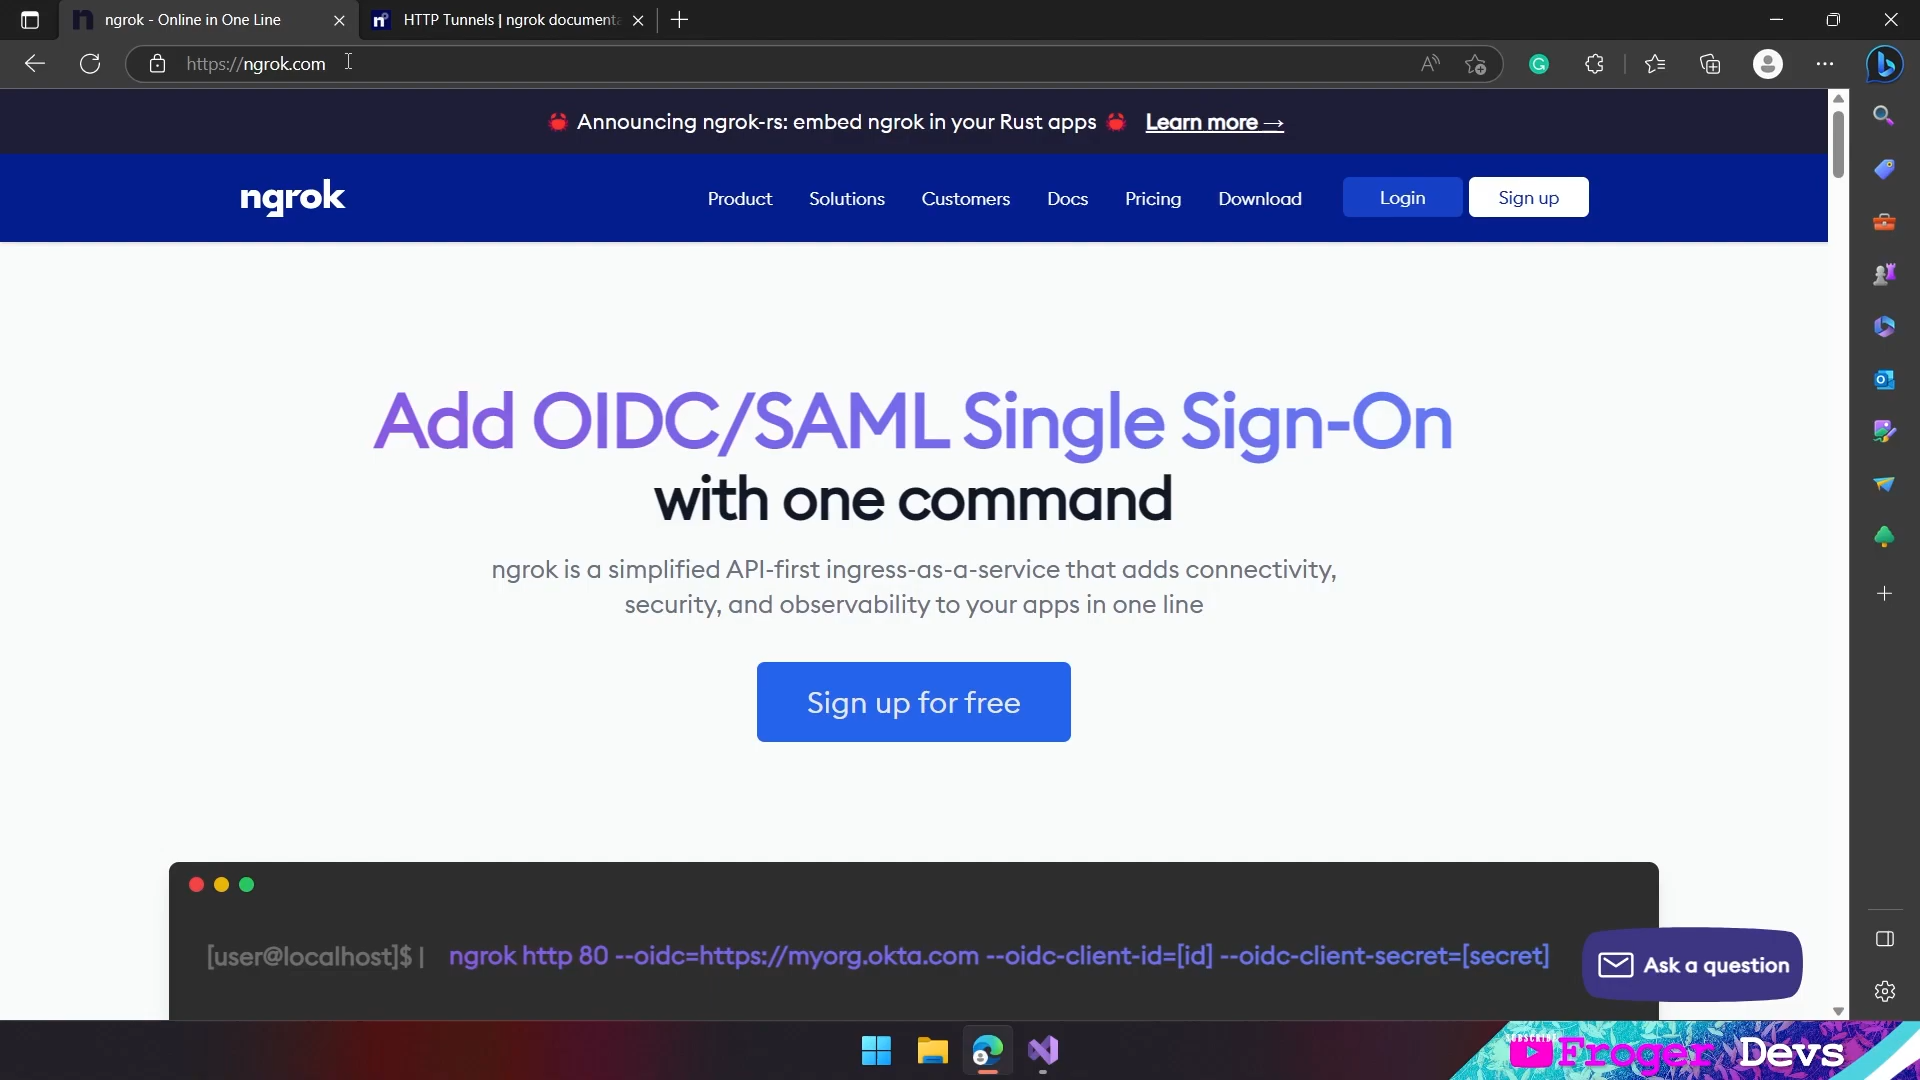 ngrok - Online in One Line
HTTP Tunnels | ngrok documenta
https://ngrok.com
Announcing ngrok-rs: embed ngrok in your Rust apps Learn more →
ngrok
Product Solutions Customers Docs Pricing Download Login Sign up
Add OIDC/SAML Single Sign-On
with one command
ngrok is a simplified API-first ingress-as-a-service that adds connectivity,
security, and observability to your apps in one line
Sign up for free
[user@localhost]$ | ngrok http 80 --oidc=https://myorg.okta.com --oidc-client-id=[id] --oidc-client-secret=[secret]
Ask a question
SUBSCRIBE
Froger Devs